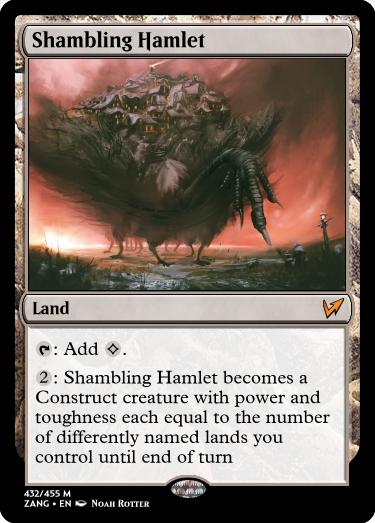 Shambling Hamlet
Land
: Add .
2: Shambling Hamlet becomes a
Construct creature with power and
toughness each equal to the number
of differently named lands you
control until end of turn
432/455 M
ZANG • EN Noah Rotter